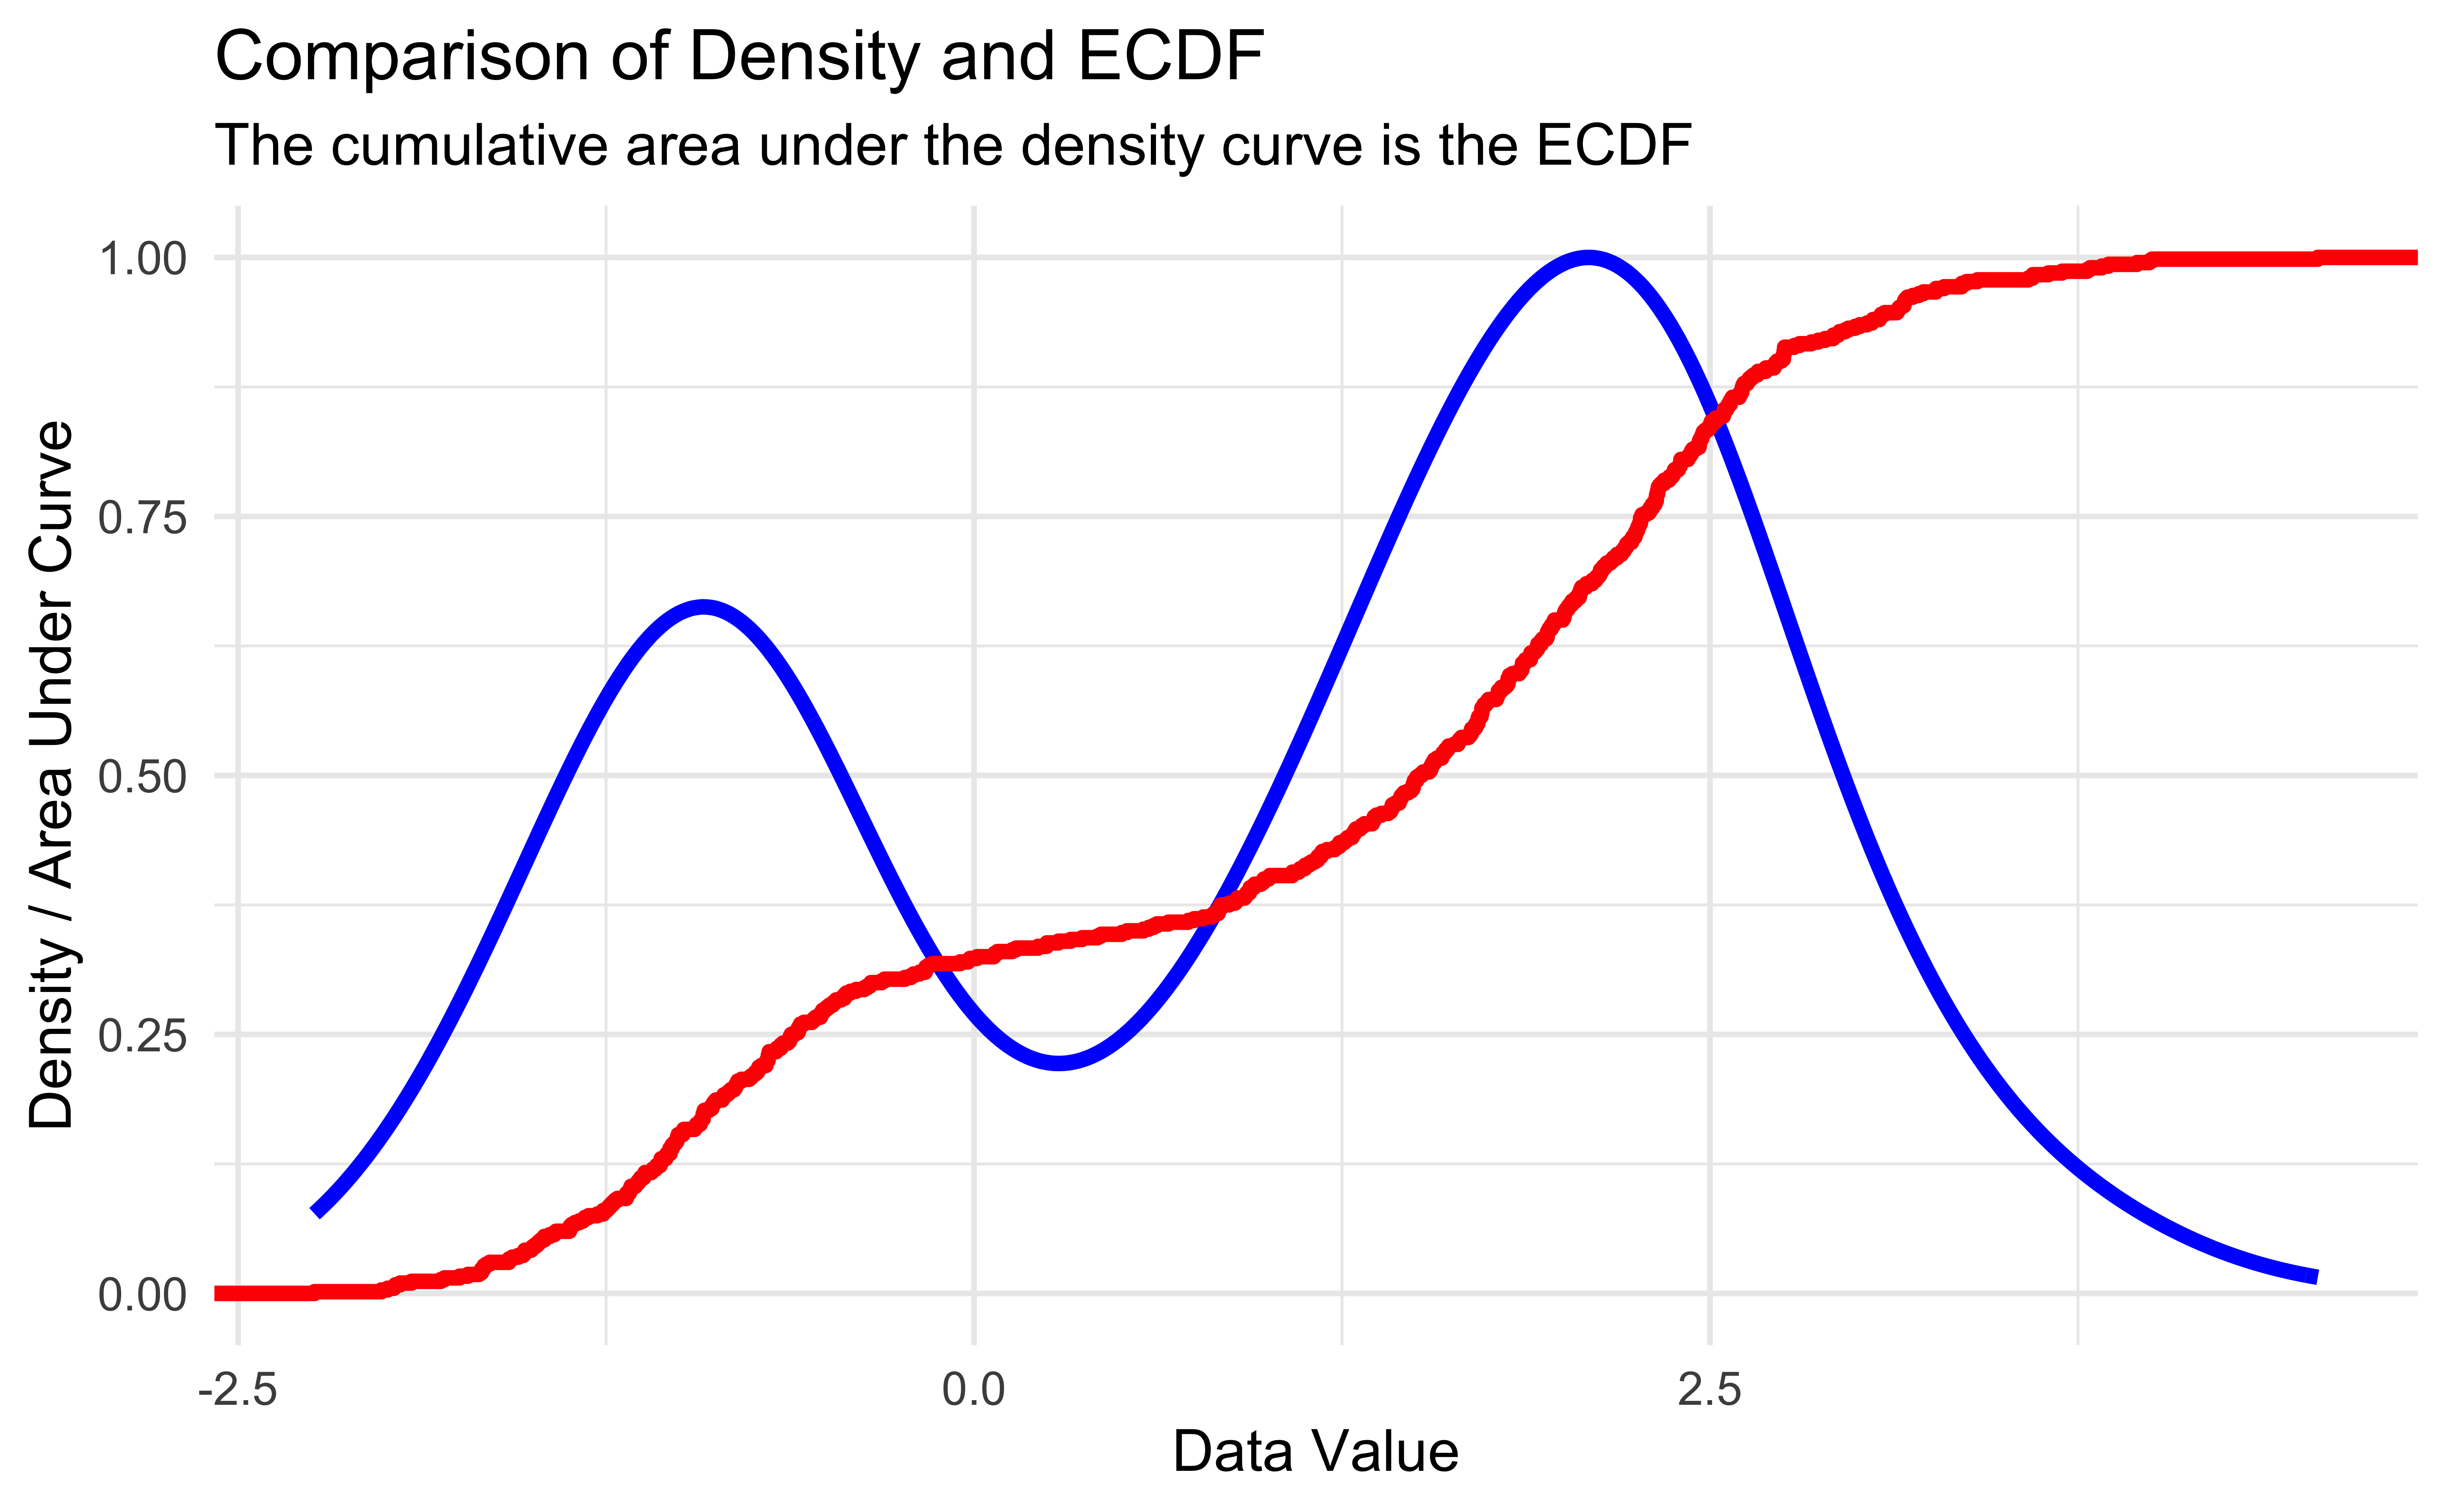 Comparison of Density and ECDF
The cumulative area under the density curve is the ECDF
Density / Area Under Curve
1.00
0.75
0.50
0.25
0.00
-2.5
0.0
2.5
Data Value